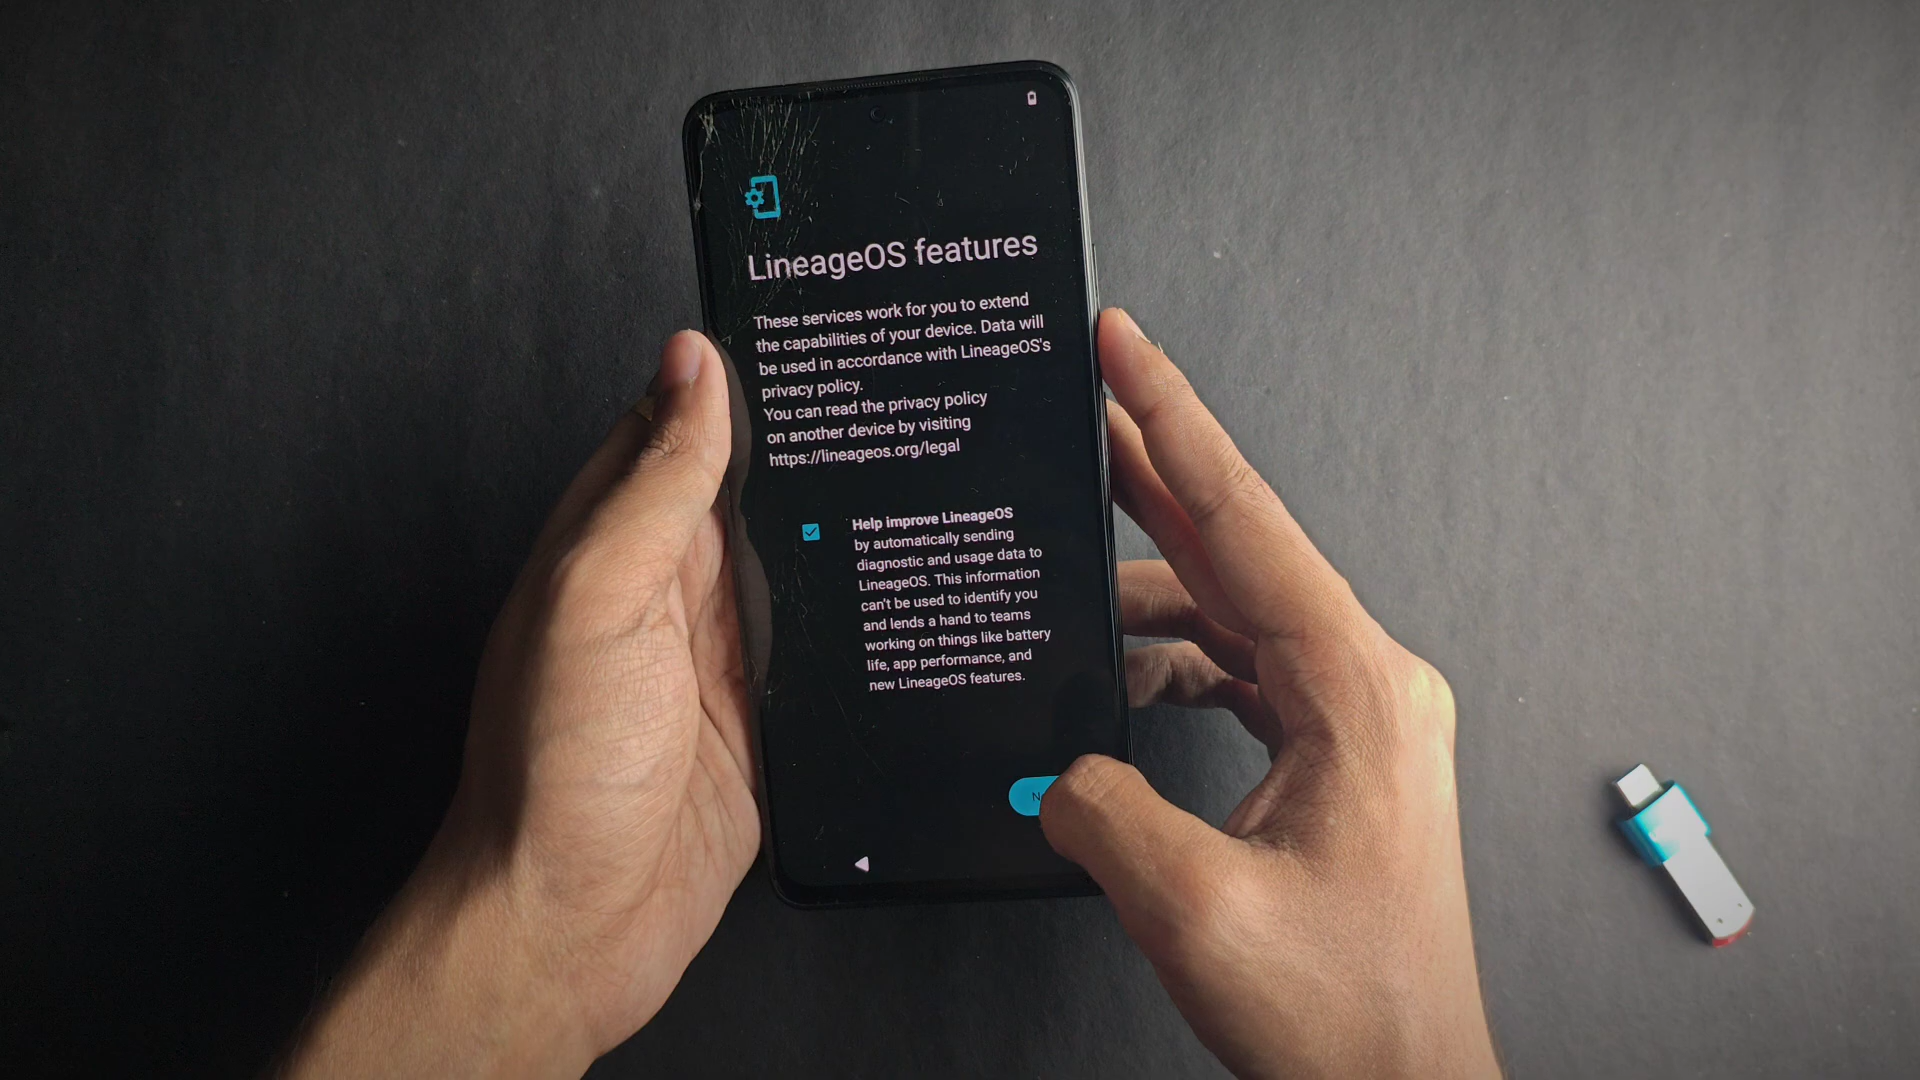 LineageOS features
These services work for you to extend
the capabilities of your device. Data will
be used in accordance with LineageOS's
privacy policy.
You can read the privacy policy
on another device by visiting
https://lineageos.org/legal
Help improve LineageOS
by automatically sending
diagnostic and usage data to
LineageOS. This information
can't be used to identify you
and lends a hand to teams
working on things like battery
life, app performance, and
new LineageOS features.